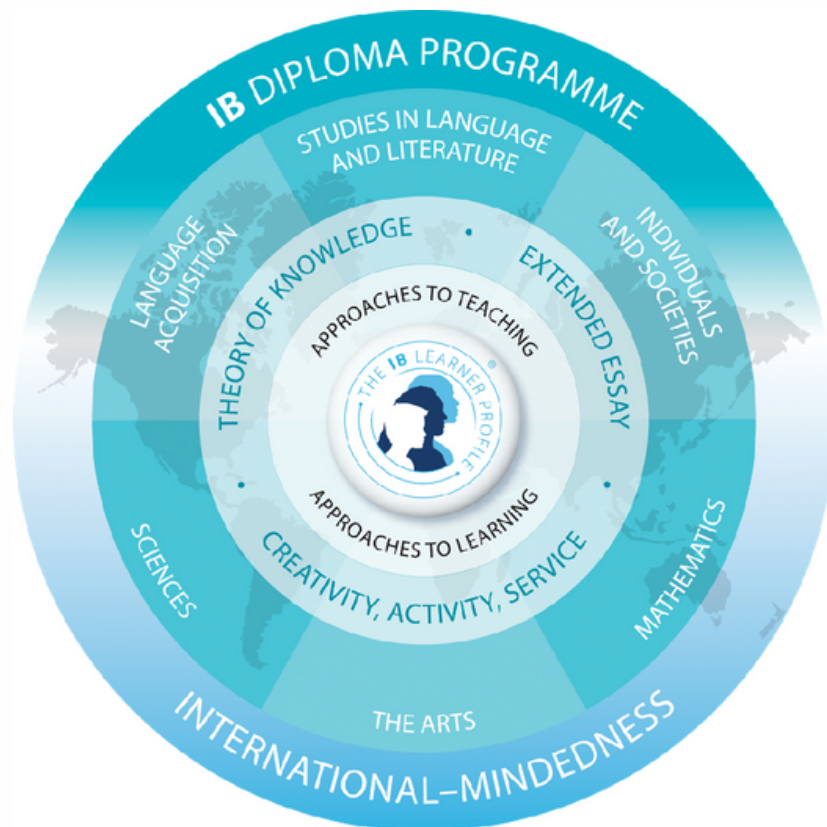 IB DIPLOMA PROGRAMME
STUDIES IN LANGUAGE
AND LITERATURE
LANGUAGE
ACQUISITION
INDIVIDUALS
AND SOCIETIES
THEORY OF KNOWLEDGE
•
EXTENDED ESSAY
APPROACHES TO TEACHING
• THE IB LEARNER PROFILE • ®
APPROACHES TO LEARNING
•
CREATIVITY, ACTIVITY, SERVICE
•
SCIENCES
MATHEMATICS
THE ARTS
INTERNATIONAL–MINDEDNESS